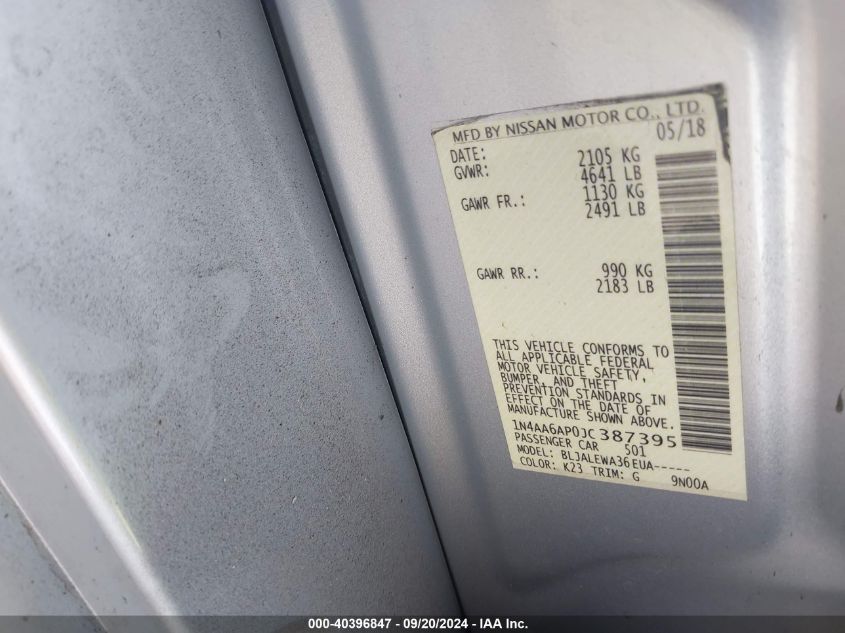 MFD BY NISSAN MOTOR CO., LTD.
DATE: 05/18
GVWR: 2105 KG
4641 LB
GAWR FR.: 1130 KG
2491 LB
GAWR RR.: 990 KG
2183 LB
THIS VEHICLE CONFORMS TO
ALL APPLICABLE FEDERAL
MOTOR VEHICLE SAFETY,
BUMPER, AND THEFT
PREVENTION STANDARDS IN
EFFECT ON THE DATE OF
MANUFACTURE SHOWN ABOVE.
1N4AA6AP0JC387395
PASSENGER CAR 501
MODEL: BLJALEWA36EUA-----
COLOR: K23 TRIM: G 9N00A
000-40396847 - 09/20/2024 - IAA Inc.